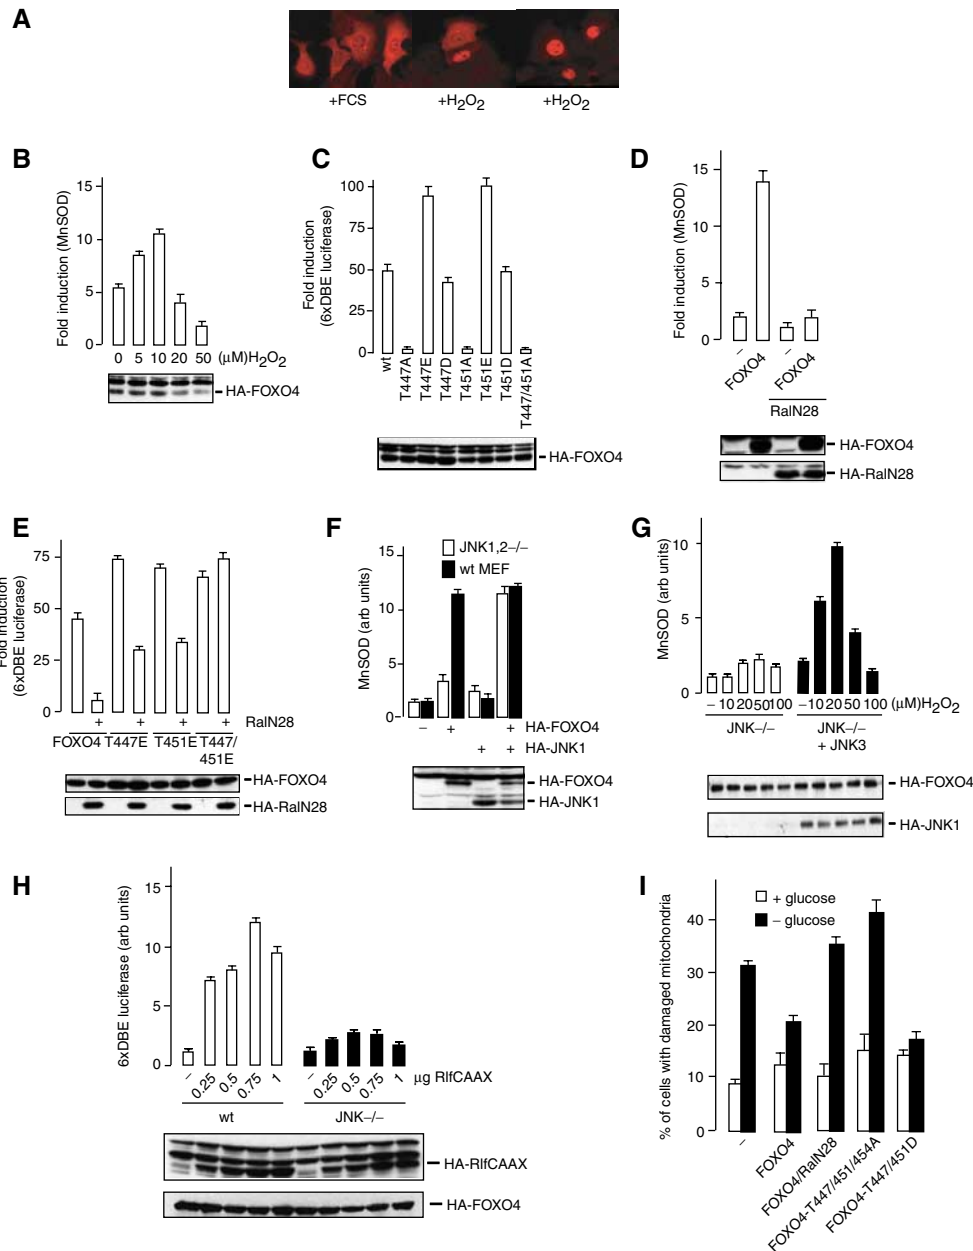 A
+FCS
+H2O2
+H2O2
B
Fold induction (MnSOD)
15
10
5
0
0 5 10 20 50 (µM)H2O2
HA-FOXO4
C
Fold induction
(6xDBE luciferase)
100
75
50
25
0
wt
T447A
T447E
T447D
T451A
T451E
T451D
T447/451A
HA-FOXO4
D
Fold induction (MnSOD)
15
10
5
0
–
FOXO4
–
FOXO4
RalN28
HA-FOXO4
HA-RalN28
E
Fold induction
(6xDBE luciferase)
75
50
25
0
+ + + + RalN28
FOXO4 T447E T451E T447/
451E
HA-FOXO4
HA-RalN28
F
MnSOD (arb units)
15
10
5
0
JNK1,2–/–
wt MEF
– + + HA-FOXO4
+ + HA-JNK1
HA-FOXO4
HA-JNK1
G
MnSOD (arb units)
10
5
0
– 10 20 50 100 – 10 20 50 100 (µM)H2O2
JNK–/– JNK–/–
+ JNK3
HA-FOXO4
HA-JNK1
H
6xDBE luciferase (arb units)
15
10
5
0
– 0.25 0.5 0.75 1 – 0.25 0.5 0.75 1 µg RlfCAAX
wt JNK–/–
HA-RlfCAAX
HA-FOXO4
I
% of cells with damaged mitochondria
40
30
20
10
0
+ glucose
– glucose
–
FOXO4
FOXO4/RalN28
FOXO4-T447/451/454A
FOXO4-T447/451D